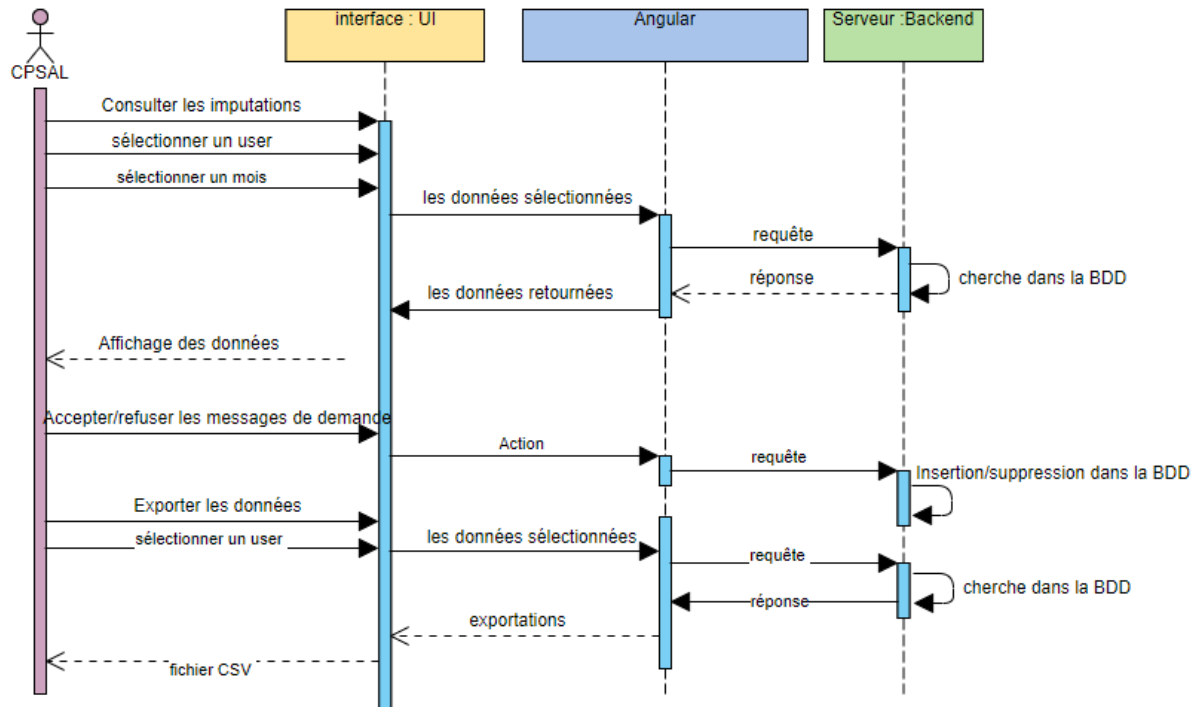 interface : UI
Angular
Serveur :Backend
CPSAL
Consulter les imputations
sélectionner un user
sélectionner un mois
les données sélectionnées
requête
cherche dans la BDD
réponse
les données retournées
Affichage des données
Accepter/refuser les messages de demande
Action
requête
Insertion/suppression dans la BDD
Exporter les données
sélectionner un user
les données sélectionnées
requête
cherche dans la BDD
réponse
exportations
fichier CSV